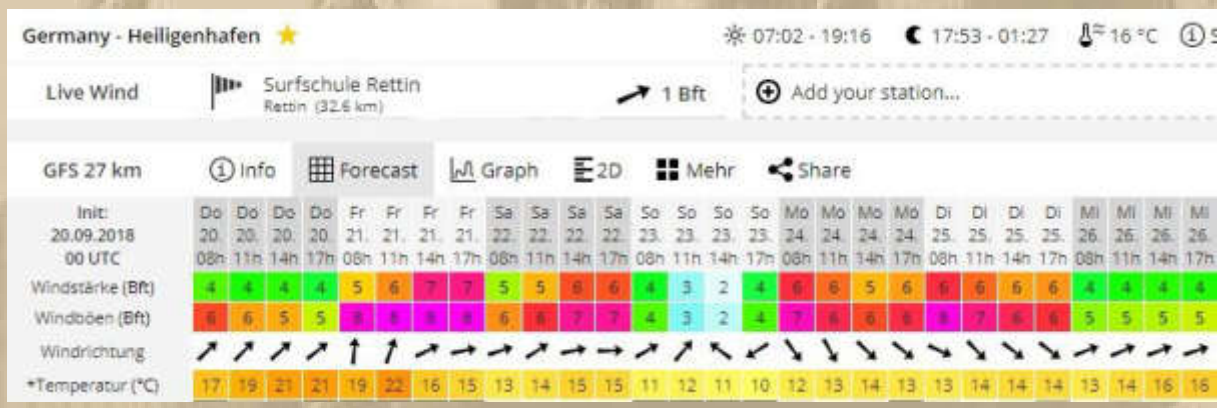 Germany - Heiligenhafen 07:02 - 19:16 17:53 - 01:27 16 °C S
Live Wind Surfschule Rettin 1 Bft Add your station...
Rettin (32.6 km)
GFS 27 km Info Forecast Graph 2D Mehr Share
Init: Do Do Do Do Fr Fr Fr Fr Sa Sa Sa Sa So So So So Mo Mo Mo Mo Di Di Di Di Mi Mi Mi Mi
20.09.2018 20. 20. 20. 20. 21. 21. 21. 21. 22. 22. 22. 22. 23. 23. 23. 23. 24. 24. 24. 24. 25. 25. 25. 25. 26. 26. 26. 26.
00 UTC 08h 11h 14h 17h 08h 11h 14h 17h 08h 11h 14h 17h 08h 11h 14h 17h 08h 11h 14h 17h 08h 11h 14h 17h 08h 11h 14h 17h
Windstärke (Bft) 4 4 4 4 5 6 7 7 5 5 6 6 4 3 2 4 6 6 5 6 6 6 6 6 4 4 4 4
Windböen (Bft) 6 6 5 5 8 8 8 8 6 6 7 7 4 3 2 4 7 6 6 6 8 7 6 6 5 5 5 5
Windrichtung
*Temperatur (°C) 17 19 21 21 19 22 16 15 13 14 15 15 11 12 11 10 12 13 14 13 13 14 14 14 13 14 16 16